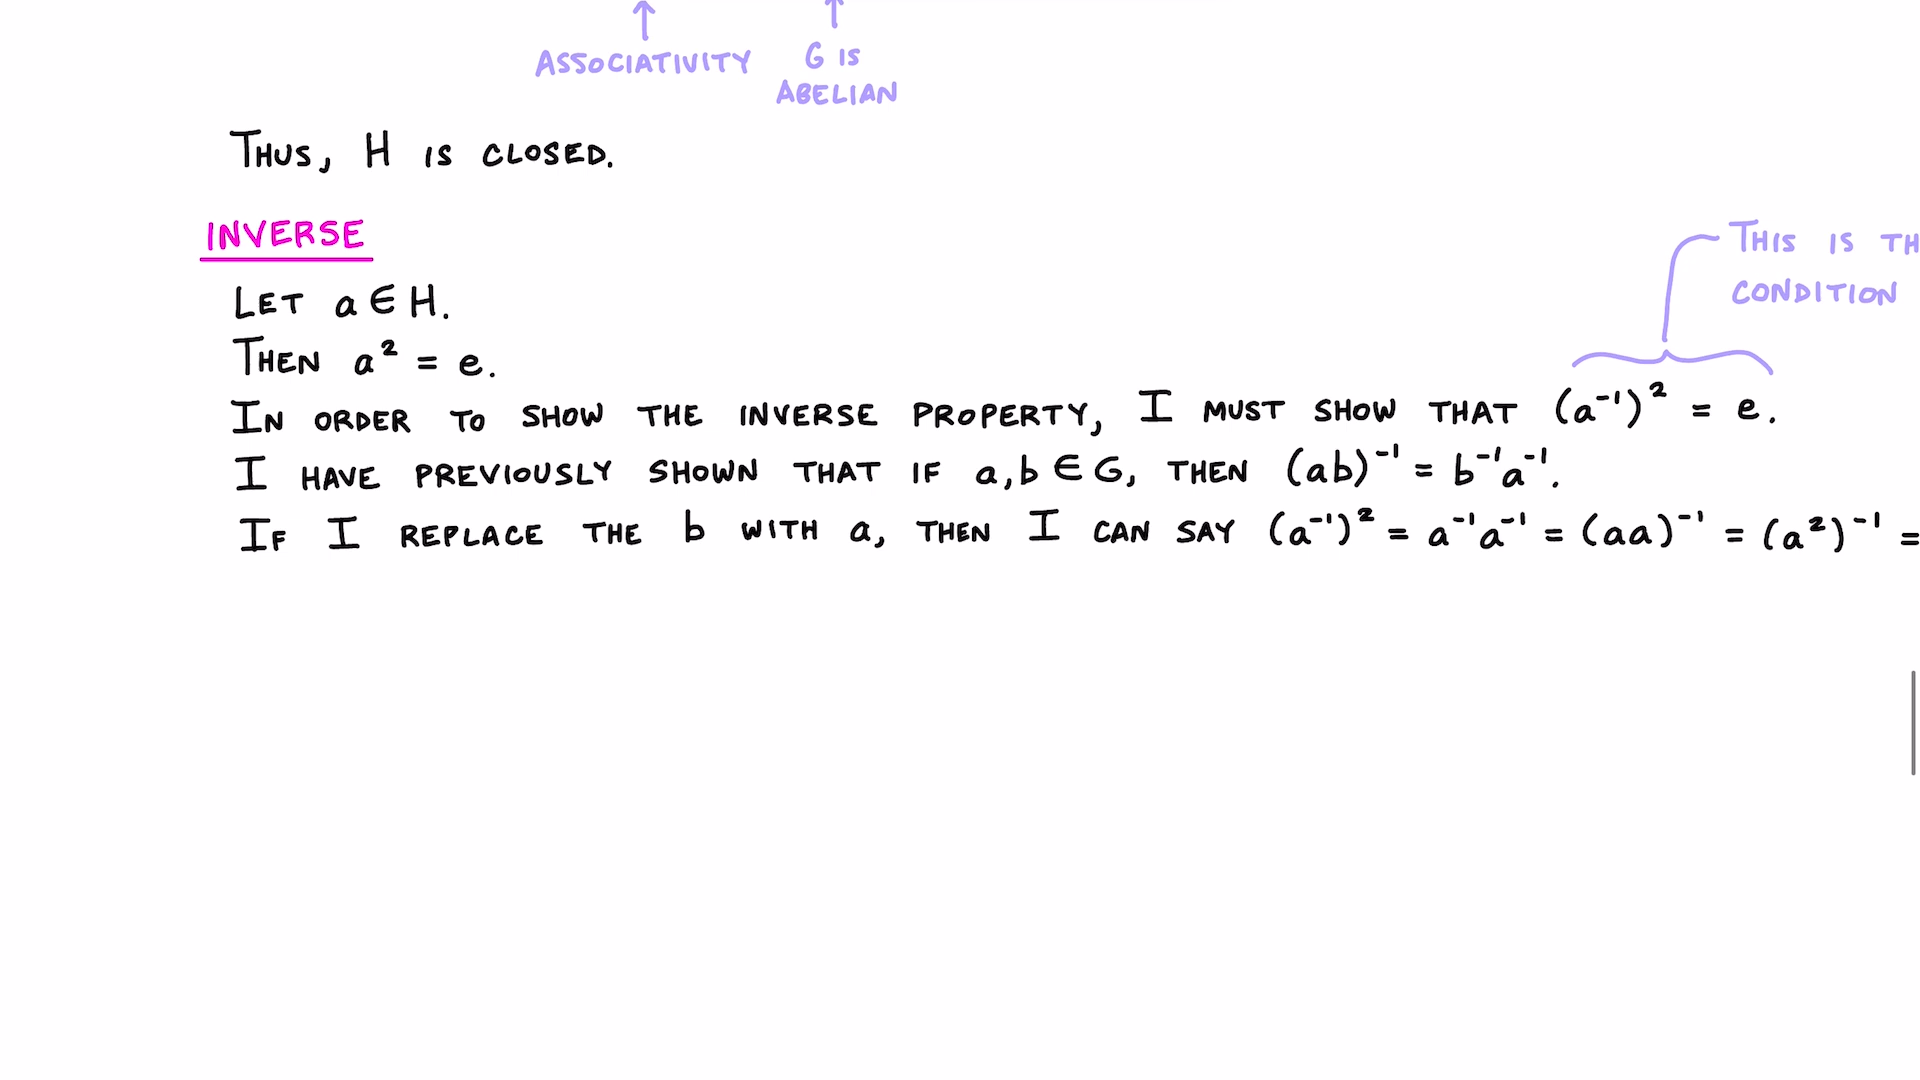 ASSOCIATIVITY G IS
ABELIAN
THUS, H IS CLOSED.
INVERSE
THIS IS TH
CONDITION
LET a ∈ H.
THEN a² = e.
IN ORDER TO SHOW THE INVERSE PROPERTY, I MUST SHOW THAT (a⁻¹)² = e.
I HAVE PREVIOUSLY SHOWN THAT IF a,b ∈ G, THEN (ab)⁻¹ = b⁻¹a⁻¹.
IF I REPLACE THE b WITH a, THEN I CAN SAY (a⁻¹)² = a⁻¹a⁻¹ = (aa)⁻¹ = (a²)⁻¹ =